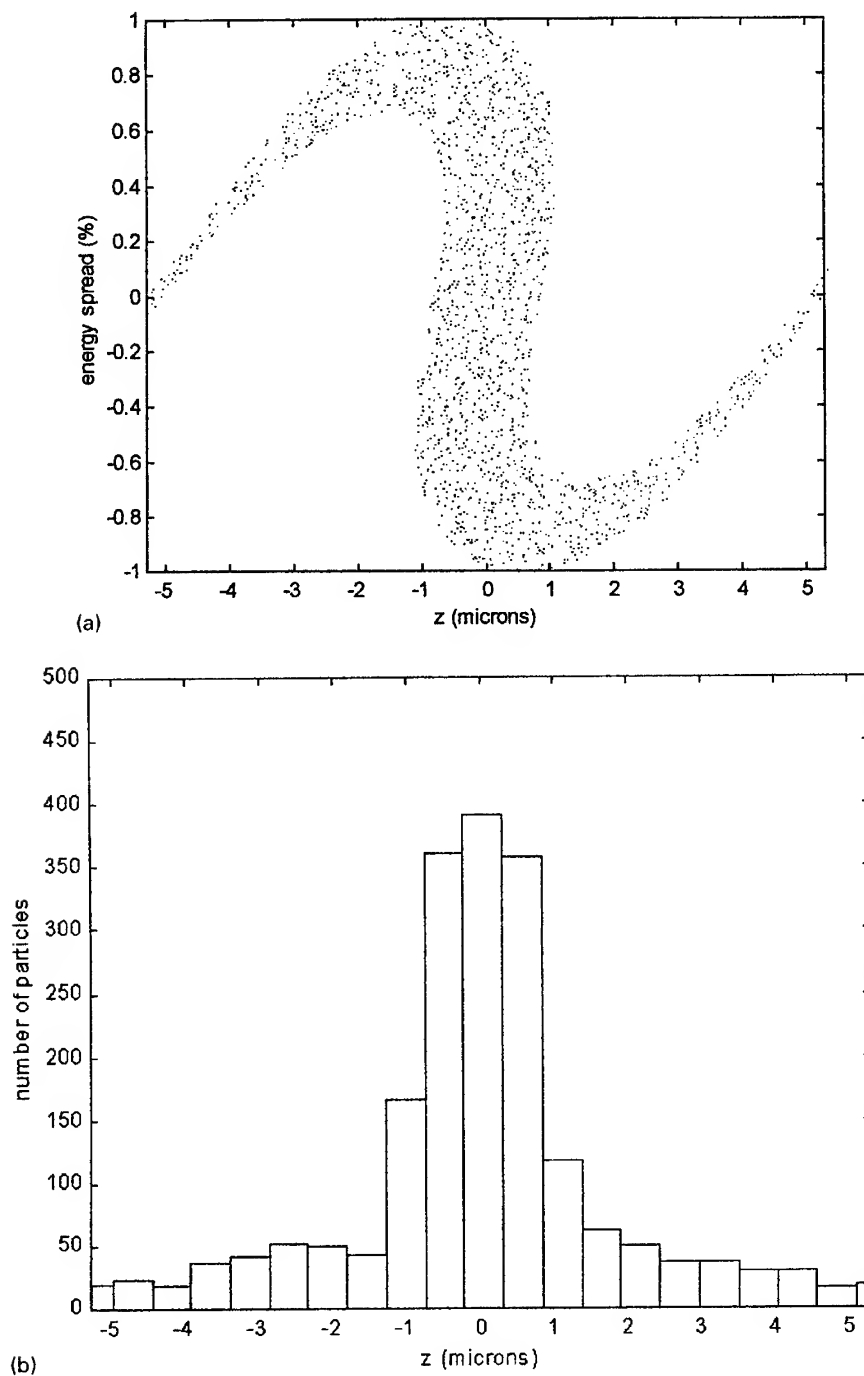 1
0.8
0.6
0.4
0.2
0
-0.2
-0.4
-0.6
-0.8
-1
energy spread (%)
-5 -4 -3 -2 -1 0 1 2 3 4 5
z (microns)
(a)
500
450
400
350
300
250
200
150
100
50
0
number of particles
-5 -4 -3 -2 -1 0 1 2 3 4 5
z (microns)
(b)